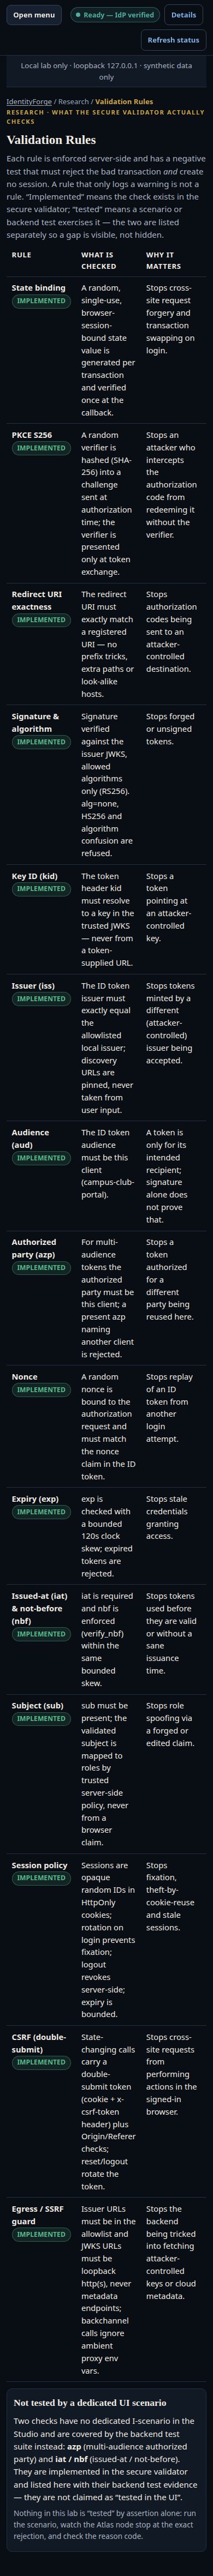 Open menu
Ready — IdP verified
Details
Refresh status
Local lab only · loopback 127.0.0.1 · synthetic data
only
IdentityForge / Research / Validation Rules
RESEARCH · WHAT THE SECURE VALIDATOR ACTUALLY
CHECKS
Validation Rules
Each rule is enforced server-side and has a negative
test that must reject the bad transaction and create
no session. A rule that only logs a warning is not a
rule. “Implemented” means the check exists in the
secure validator; “tested” means a scenario or
backend test exercises it — the two are listed
separately so a gap is visible, not hidden.
RULE
WHAT IS
CHECKED
WHY IT
MATTERS
State binding
IMPLEMENTED
A random,
single-use,
browser-
session-
bound state
value is
generated per
transaction
and verified
once at the
callback.
Stops cross-
site request
forgery and
transaction
swapping on
login.
PKCE S256
IMPLEMENTED
A random
verifier is
hashed (SHA-
256) into a
challenge
sent at
authorization
time; the
verifier is
presented
only at token
exchange.
Stops an
attacker who
intercepts
the
authorization
code from
redeeming it
without the
verifier.
Redirect URI
exactness
IMPLEMENTED
The redirect
URI must
exactly match
a registered
URI — no
prefix tricks,
extra paths or
look-alike
hosts.
Stops
authorization
codes being
sent to an
attacker-
controlled
destination.
Signature &
algorithm
IMPLEMENTED
Signature
verified
against the
issuer JWKS,
allowed
algorithms
only (RS256).
alg=none,
HS256 and
algorithm
confusion are
refused.
Stops forged
or unsigned
tokens.
Key ID (kid)
IMPLEMENTED
The token
header kid
must resolve
to a key in the
trusted JWKS
— never from
a token-
supplied URL.
Stops a
token
pointing at
an attacker-
controlled
key.
Issuer (iss)
IMPLEMENTED
The ID token
issuer must
exactly equal
the
allowlisted
local issuer;
discovery
URLs are
pinned, never
taken from
user input.
Stops tokens
minted by a
different
(attacker-
controlled)
issuer being
accepted.
Audience
(aud)
IMPLEMENTED
The ID token
audience
must be this
client
(campus-club-
portal).
A token is
only for its
intended
recipient;
signature
alone does
not prove
that.
Authorized
party (azp)
IMPLEMENTED
For multi-
audience
tokens the
authorized
party must be
this client; a
present azp
naming
another client
is rejected.
Stops a
token
authorized
for a
different
party being
reused here.
Nonce
IMPLEMENTED
A random
nonce is
bound to the
authorization
request and
must match
the nonce
claim in the ID
token.
Stops replay
of an ID
token from
another
login
attempt.
Expiry (exp)
IMPLEMENTED
exp is
checked with
a bounded
120s clock
skew; expired
tokens are
rejected.
Stops stale
credentials
granting
access.
Issued-at (iat)
& not-before
(nbf)
IMPLEMENTED
iat is required
and nbf is
enforced
(verify_nbf)
within the
same
bounded
skew.
Stops tokens
used before
they are valid
or without a
sane
issuance
time.
Subject (sub)
IMPLEMENTED
sub must be
present; the
validated
subject is
mapped to
roles by
trusted
server-side
policy, never
from a
browser
claim.
Stops role
spoofing via
a forged or
edited claim.
Session policy
IMPLEMENTED
Sessions are
opaque
random IDs in
HttpOnly
cookies;
rotation on
login prevents
fixation;
logout
revokes
server-side;
expiry is
bounded.
Stops
fixation,
theft-by-
cookie-reuse
and stale
sessions.
CSRF (double-
submit)
IMPLEMENTED
State-
changing calls
carry a
double-
submit token
(cookie + x-
csrf-token
header) plus
Origin/Referer
checks;
reset/logout
rotate the
token.
Stops cross-
site requests
from
performing
actions in the
signed-in
browser.
Egress / SSRF
guard
IMPLEMENTED
Issuer URLs
must be in the
allowlist and
JWKS URLs
must be
loopback
http(s), never
metadata
endpoints;
backchannel
calls ignore
ambient
proxy env
vars.
Stops the
backend
being tricked
into fetching
attacker-
controlled
keys or cloud
metadata.
Not tested by a dedicated UI scenario
Two checks have no dedicated I-scenario in the
Studio and are covered by the backend test
suite instead: azp (multi-audience authorized
party) and iat / nbf (issued-at / not-before).
They are implemented in the secure validator
and listed here with their backend test evidence
— they are not claimed as “tested in the UI”.
Nothing in this lab is “tested” by assertion alone: run
the scenario, watch the Atlas node stop at the exact
rejection, and check the reason code.